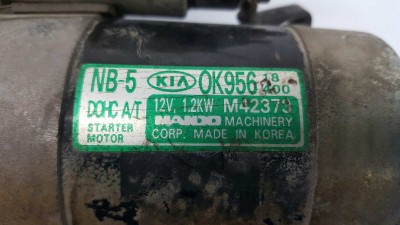 NB-5 KIA OK956 18 400
DOHC A/T 12V, 1.2KW M42373
STARTER MOTOR MANDO MACHINERY
CORP. MADE IN KOREA